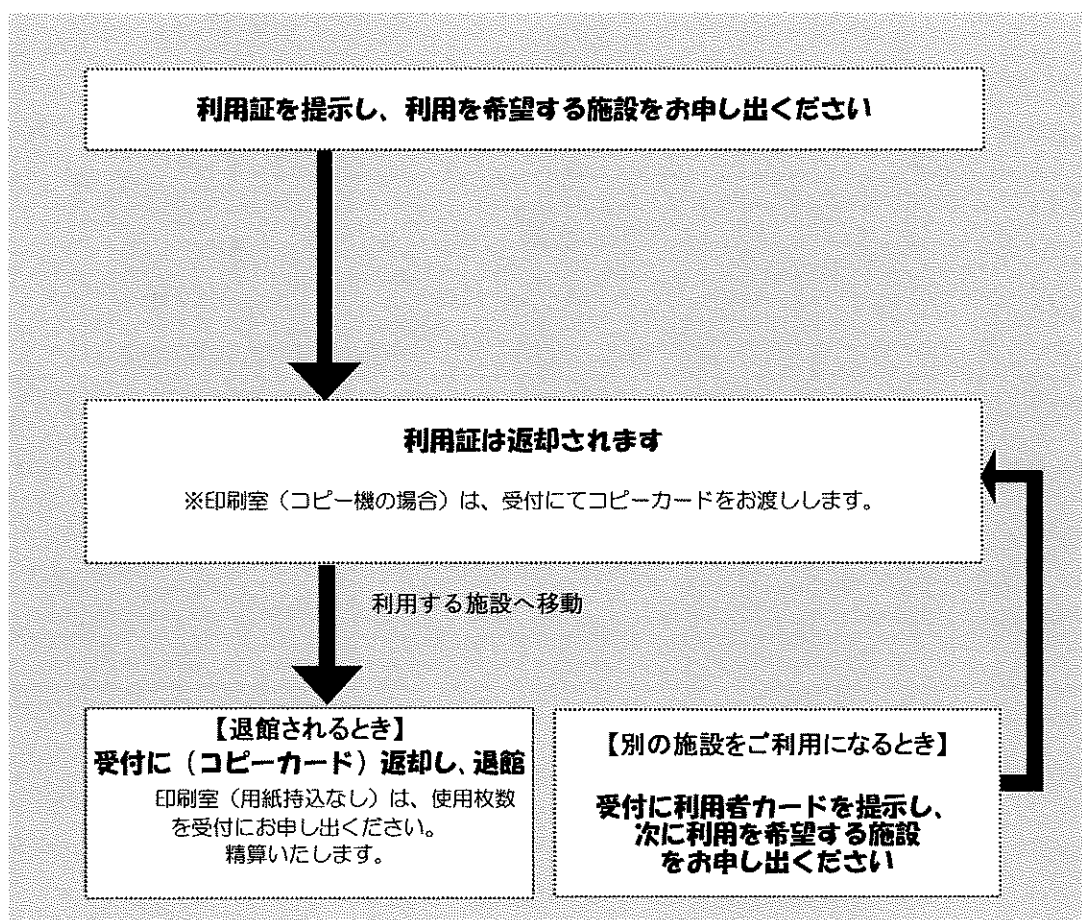 利用証を提示し、利用を希望する施設をお申し出ください
利用証は返却されます
※印刷室（コピー機の場合）は、受付にてコピーカードをお渡しします。
利用する施設へ移動
【退館されるとき】
受付に（コピーカード）返却し、退館
印刷室（用紙持込なし）は、使用枚数
を受付にお申し出ください。
精算いたします。
【別の施設をご利用になるとき】
受付に利用者カードを提示し、
次に利用を希望する施設
をお申し出ください